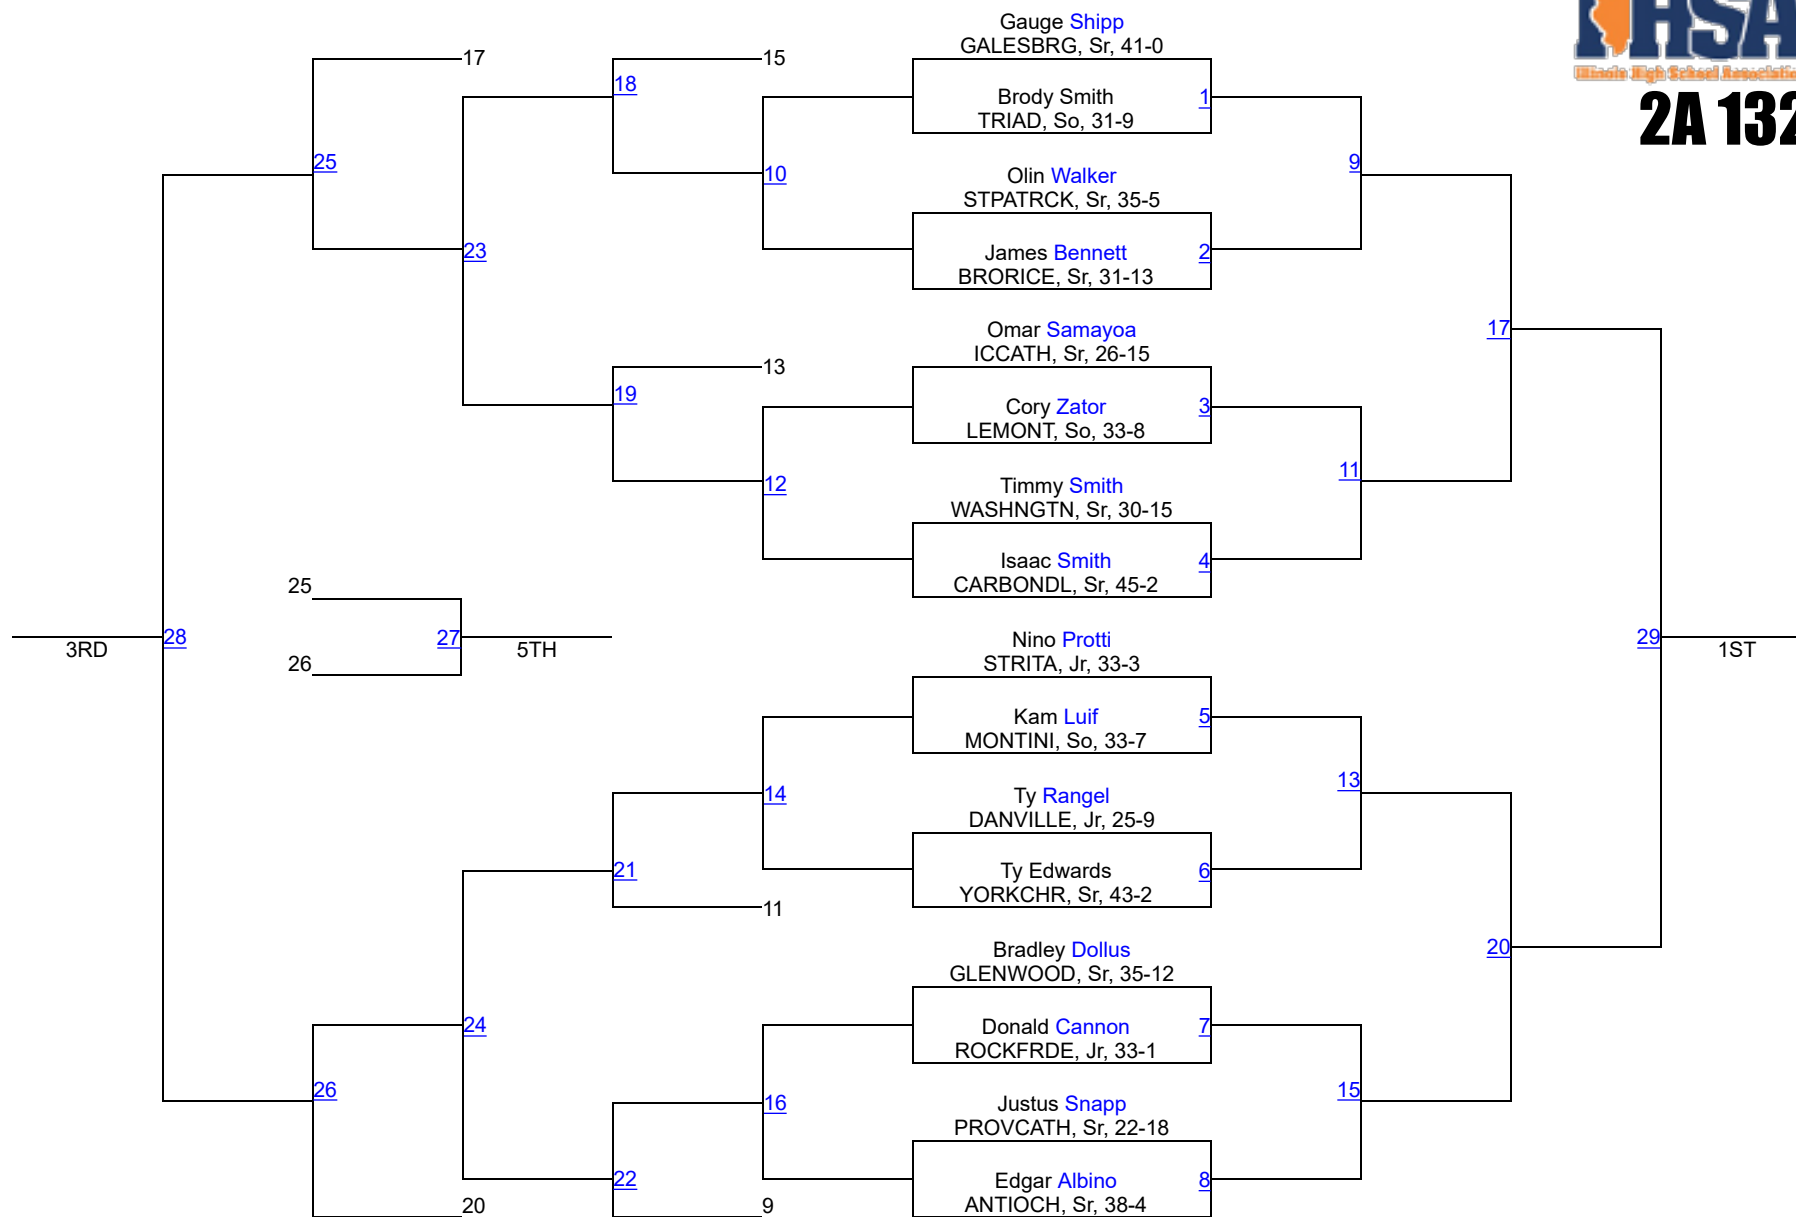 HSA
Illinois High School Associatio
2A 132
Gauge Shipp
GALESBRG, Sr, 41-0
17
15
18
Brody Smith
1
TRIAD, So, 31-9
25
10
Olin Walker
9
STPATRCK, Sr, 35-5
23
James Bennett
2
BRORICE, Sr, 31-13
Omar Samayoa
17
ICCATH, Sr, 26-15
13
19
Cory Zator
3
LEMONT, So, 33-8
12
Timmy Smith
11
WASHNGTN, Sr, 30-15
Isaac Smith
4
CARBONDL, Sr, 45-2
25
28
3RD
27
5TH
26
Nino Protti
29
1ST
STRITA, Jr, 33-3
Kam Luif
5
MONTINI, So, 33-7
14
Ty Rangel
13
DANVILLE, Jr, 25-9
21
Ty Edwards
6
YORKCHR, Sr, 43-2
11
Bradley Dollus
20
GLENWOOD, Sr, 35-12
24
Donald Cannon
7
ROCKFRDE, Jr, 33-1
26
16
Justus Snapp
15
PROVCATH, Sr, 22-18
22
Edgar Albino
8
ANTIOCH, Sr, 38-4
20
9